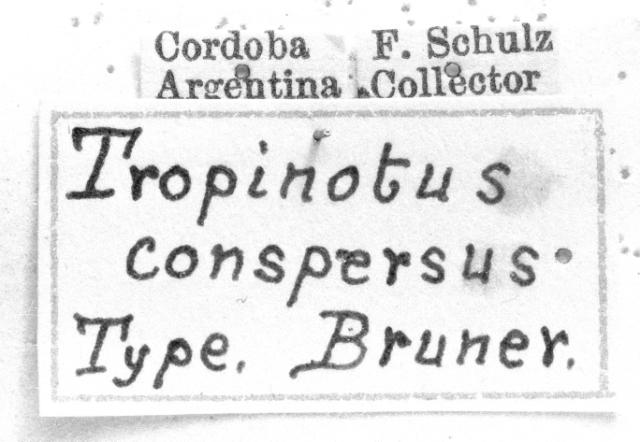 Cordoba F. Schulz
Argentina Collector
Tropinotus
conspersus
Type. Bruner.